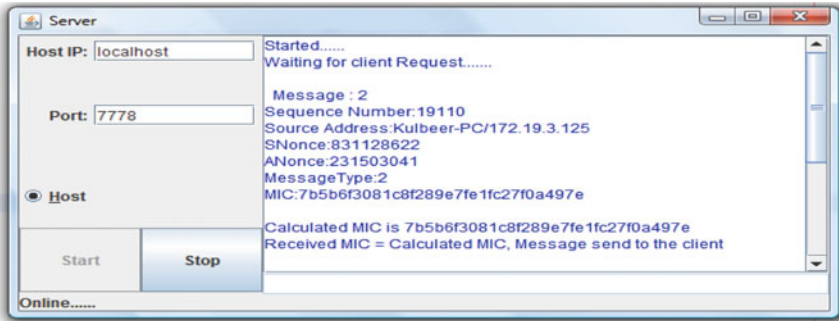 Server
Host IP: localhost
Port: 7778
Host
Start
Stop
Started......
Waiting for client Request.......
Message : 2
Sequence Number:19110
Source Address:Kulbeer-PC/172.19.3.125
SNonce:831128622
ANonce:231503041
MessageType:2
MIC:7b5b6f3081c8f289e7fe1fc27f0a497e
Calculated MIC is 7b5b6f3081c8f289e7fe1fc27f0a497e
Received MIC = Calculated MIC, Message send to the client
Online......